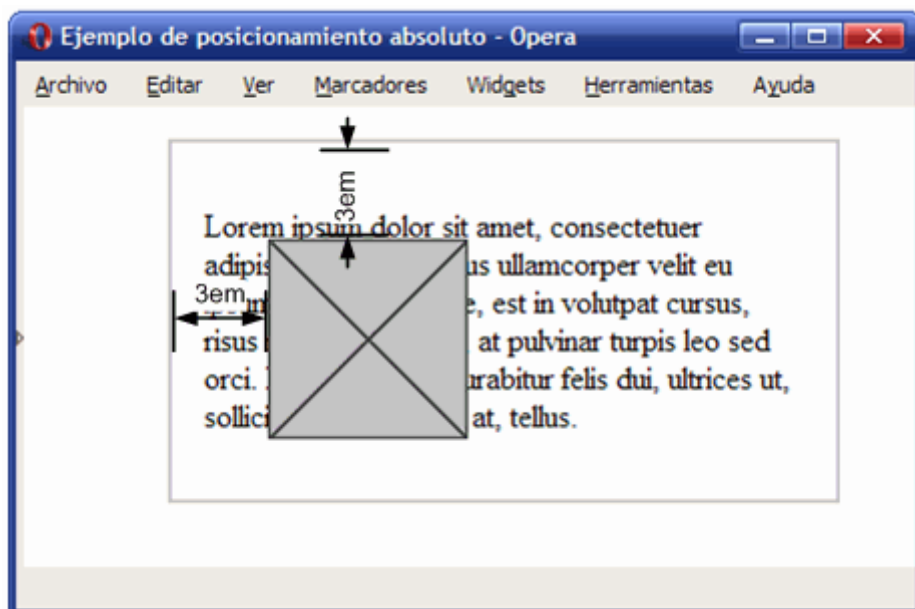 Ejemplo de posicionamiento absoluto - Opera
Archivo Editar Ver Marcadores Widgets Herramientas Ayuda
3em
Lorem ipsum dolor sit amet, consectetuer
adipis us ullamcorper velit eu
3em
e, est in volutpat cursus,
risus at pulvinar turpis leo sed
orci. urabitur felis dui, ultrices ut,
sollici at, tellus.